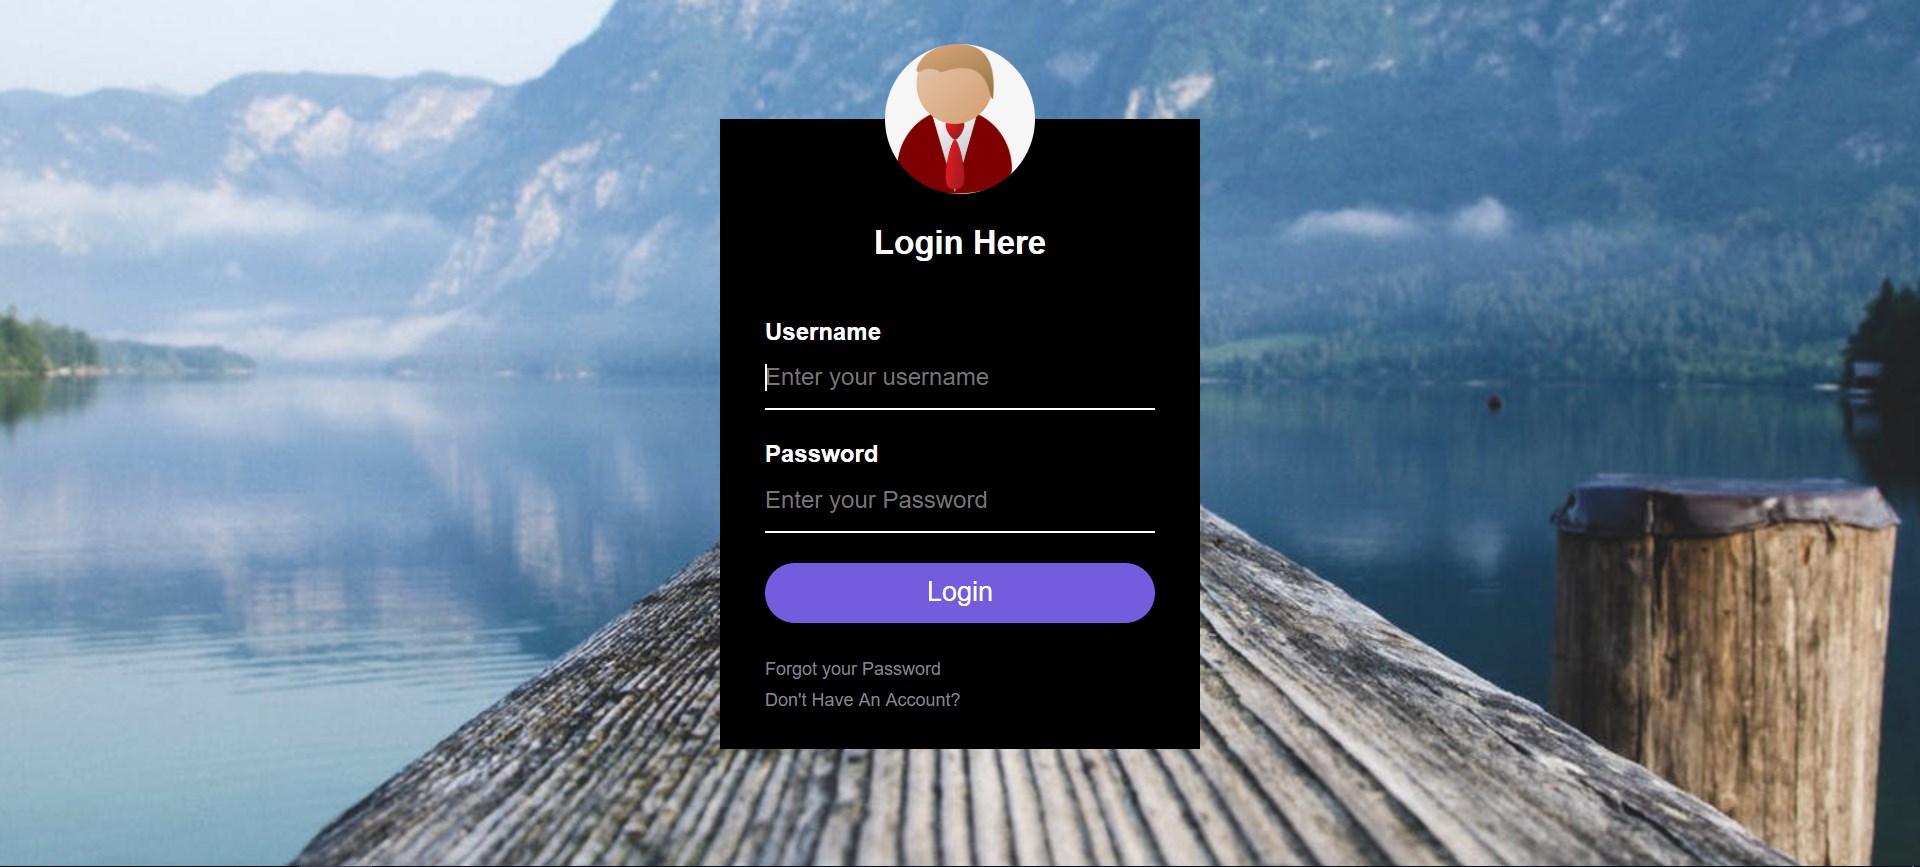 Login Here
Username
Enter your username
Password
Enter your Password
Login
Forgot your Password
Don't Have An Account?